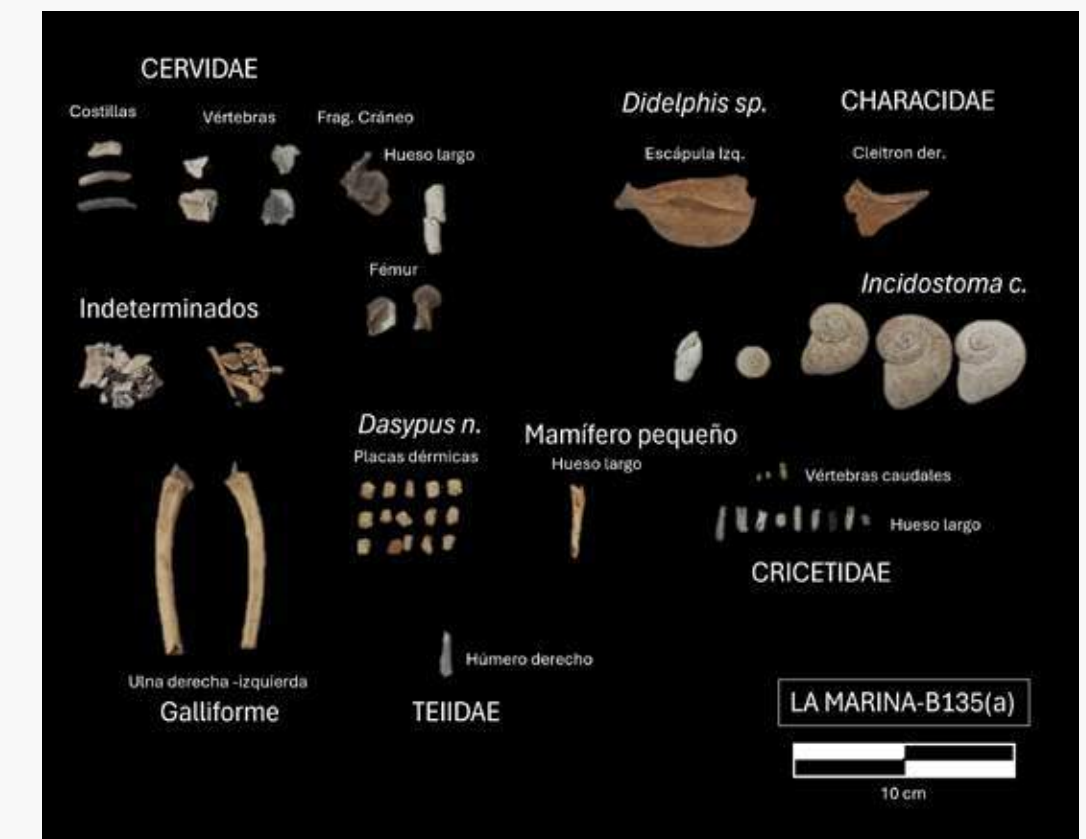 CERVIDAE
Costillas
Vértebras
Frag. Cráneo
Hueso largo
Fémur
Didelphis sp.
Escápula Izq.
CHARACIDAE
Cleitron der.
Incidostoma c.
Indeterminados
Dasypus n.
Placas dérmicas
Mamífero pequeño
Hueso largo
Vértebras caudales
Hueso largo
CRICETIDAE
Ulna derecha -izquierda
Galliforme
Húmero derecho
TEIIDAE
LA MARINA-B135(a)
10 cm